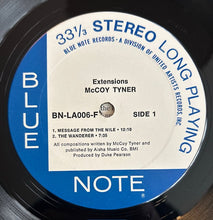 33⅓ STEREO LONG PLAYING
BLUE NOTE RECORDS • A DIVISION OF UNITED ARTISTS RECORDS, INC.
Extensions
McCOY TYNER
BN-LA006-F
SIDE 1
1. MESSAGE FROM THE NILE • 12:18
2. THE WANDERER • 7:35
All compositions written by McCoy Tyner and
published by Aisha Music Co. BMI
Produced by Duke Pearson
BLUE
NOTE